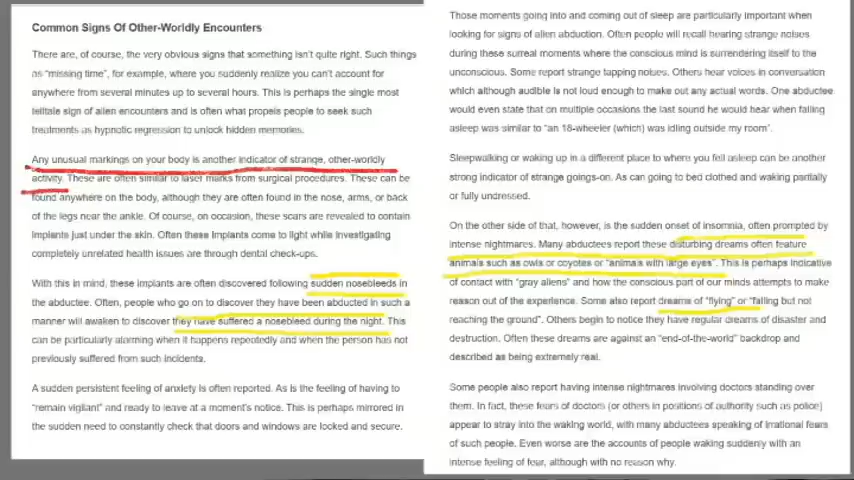 Common Signs Of Other-Worldly Encounters
There are, of course, the very obvious signs that something isn't quite right. Such things
as "missing time", for example, where you suddenly realize you can't account for
anywhere from several minutes up to several hours. This is perhaps the single most
telltale sign of alien encounters and is often what propels people to seek such
treatments as hypnotic regression to unlock hidden memories.
Any unusual markings on your body is another indicator of strange, other-worldly
activity. These are often similar to laser marks from surgical procedures. These can be
found anywhere on the body, although they are often found in the nose, arms, or back
of the legs near the ankle. Of course, on occasion, these scars are revealed to contain
implants just under the skin. Often these implants come to light while investigating
completely unrelated health issues are through dental check-ups.
With this in mind, these implants are often discovered following sudden nosebleeds in
the abductee. Often, people who go on to discover they have been abducted in such a
manner will awaken to discover they have suffered a nosebleed during the night. This
can be particularly alarming when it happens repeatedly and when the person has not
previously suffered from such incidents.
A sudden persistent feeling of anxiety is often reported. As is the feeling of having to
"remain vigilant" and ready to leave at a moment's notice. This is perhaps mirrored in
the sudden need to constantly check that doors and windows are locked and secure.
Those moments going into and coming out of sleep are particularly important when
looking for signs of alien abduction. Often people will recall hearing strange noises
during these surreal moments where the conscious mind is surrendering itself to the
unconscious. Some report strange tapping noises. Others hear voices in conversation
which although audible is not loud enough to make out any actual words. One abductee
would even state that on multiple occasions the last sound he would hear when falling
asleep was similar to "an 18-wheeler (which) was idling outside my room".
Sleepwalking or waking up in a different place to where you fell asleep can be another
strong indicator of strange goings-on. As can going to bed clothed and waking partially
or fully undressed.
On the other side of that, however, is the sudden onset of insomnia, often prompted by
intense nightmares. Many abductees report these disturbing dreams often feature
animals such as owls or coyotes or "animals with large eyes". This is perhaps indicative
of contact with "gray aliens" and how the conscious part of our minds attempts to make
reason out of the experience. Some also report dreams of "flying" or "falling but not
reaching the ground". Others begin to notice they have regular dreams of disaster and
destruction. Often these dreams are against an "end-of-the-world" backdrop and
described as being extremely real.
Some people also report having intense nightmares involving doctors standing over
them. In fact, these fears of doctors (or others in positions of authority such as police)
appear to stray into the waking world, with many abductees speaking of irrational fears
of such people. Even worse are the accounts of people waking suddenly with an
intense feeling of fear, although with no reason why.